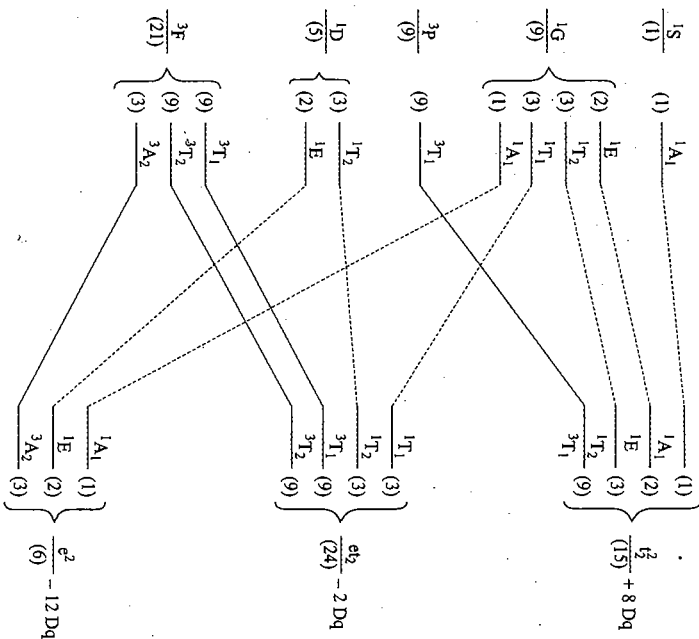 ¹S (1) (1) ¹A₁
¹G (9) (2) ¹E
(3) ¹T₂
(3) ¹T₁
(1) ¹A₁
³P (9) (9) ³T₁
¹D (5) (3) ¹T₂
(2) ¹E
³F (21) (9) ³T₁
(9) ³T₂
(3) ³A₂
¹A₁ (1)
¹E (2)
¹T₂ (3)
³T₁ (9)
t₂² (15) + 8 Dq
¹T₁ (3)
¹T₂ (3)
³T₁ (9)
³T₂ (9)
et₂ (24) − 2 Dq
¹A₁ (1)
¹E (2)
³A₂ (3)
e² (6) − 12 Dq